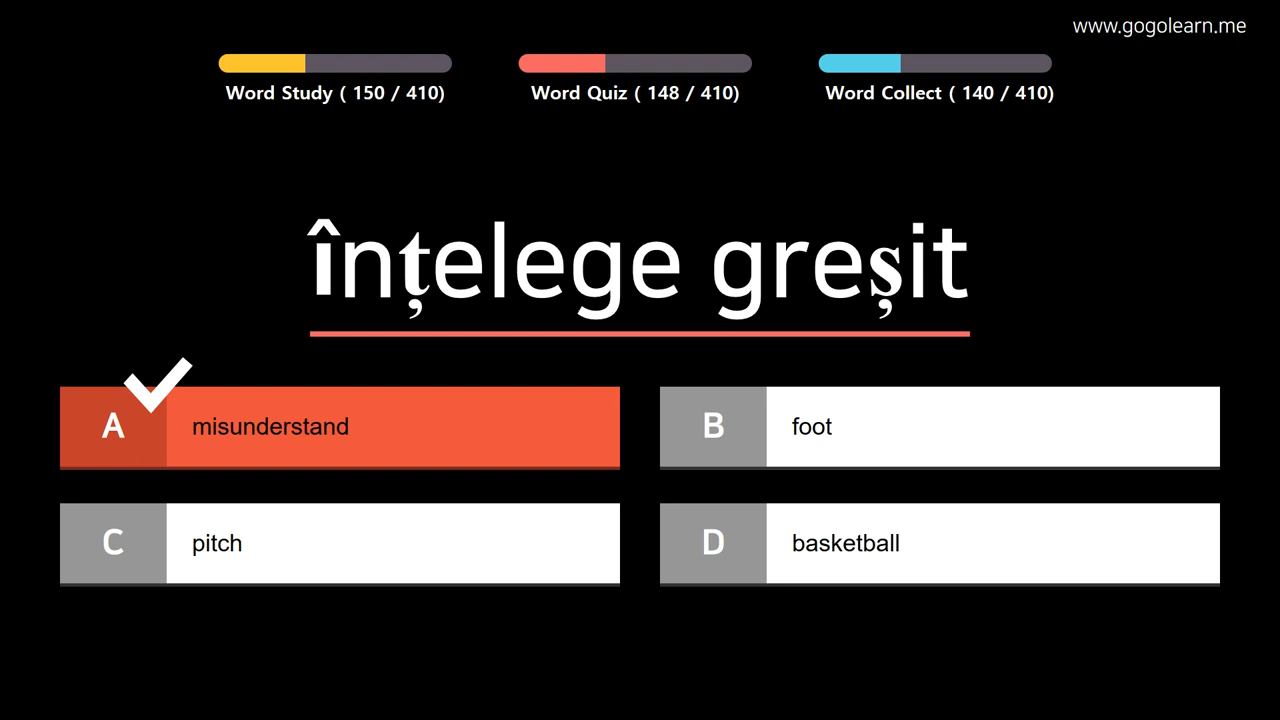 www.gogolearn.me
Word Study ( 150 / 410)
Word Quiz ( 148 / 410)
Word Collect ( 140 / 410)
înțelege greșit
A misunderstand
B foot
C pitch
D basketball